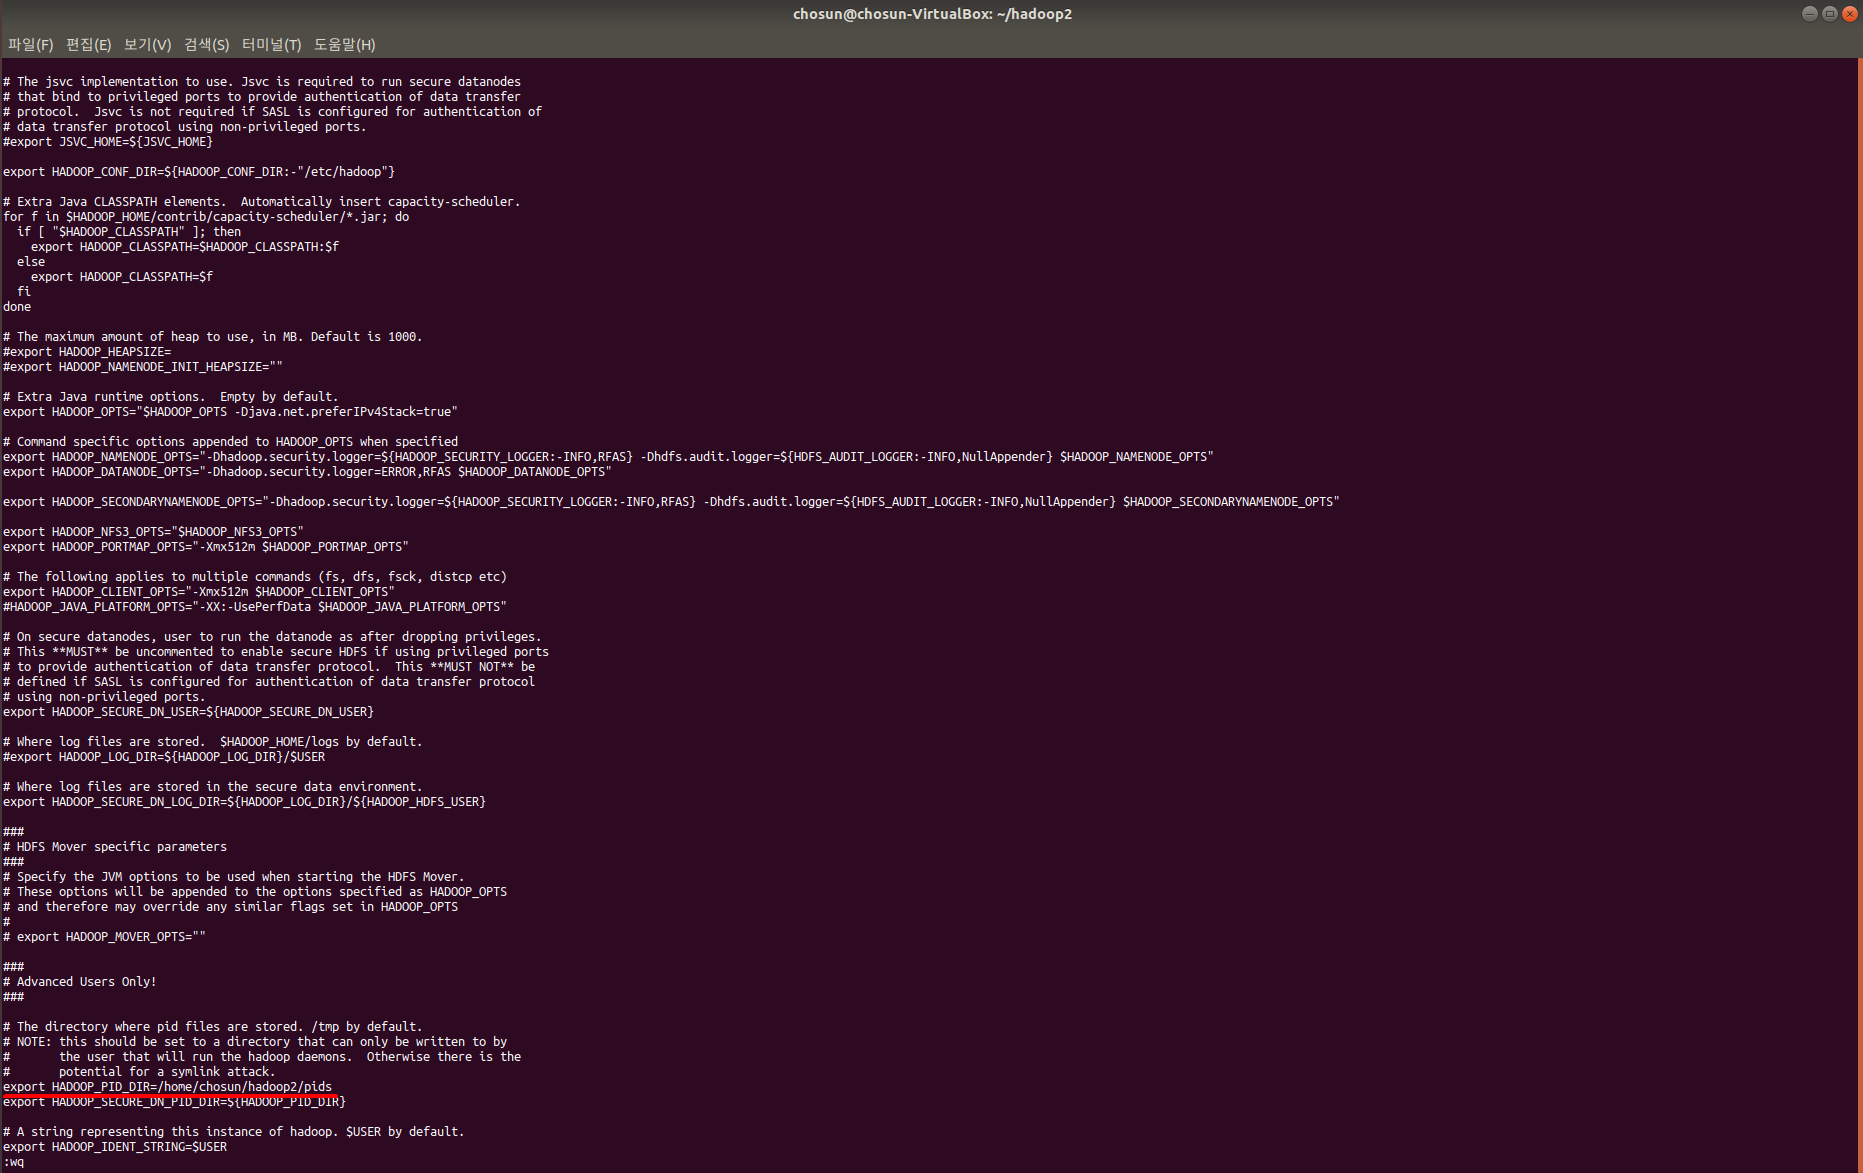 chosun@chosun-VirtualBox: ~/hadoop2
파일(F) 편집(E) 보기(V) 검색(S) 터미널(T) 도움말(H)
# The jsvc implementation to use. Jsvc is required to run secure datanodes
# that bind to privileged ports to provide authentication of data transfer
# protocol.  Jsvc is not required if SASL is configured for authentication of
# data transfer protocol using non-privileged ports.
#export JSVC_HOME=${JSVC_HOME}
export HADOOP_CONF_DIR=${HADOOP_CONF_DIR:-"/etc/hadoop"}
# Extra Java CLASSPATH elements.  Automatically insert capacity-scheduler.
for f in $HADOOP_HOME/contrib/capacity-scheduler/*.jar; do
  if [ "$HADOOP_CLASSPATH" ]; then
    export HADOOP_CLASSPATH=$HADOOP_CLASSPATH:$f
  else
    export HADOOP_CLASSPATH=$f
  fi
done
# The maximum amount of heap to use, in MB. Default is 1000.
#export HADOOP_HEAPSIZE=
#export HADOOP_NAMENODE_INIT_HEAPSIZE=""
# Extra Java runtime options.  Empty by default.
export HADOOP_OPTS="$HADOOP_OPTS -Djava.net.preferIPv4Stack=true"
# Command specific options appended to HADOOP_OPTS when specified
export HADOOP_NAMENODE_OPTS="-Dhadoop.security.logger=${HADOOP_SECURITY_LOGGER:-INFO,RFAS} -Dhdfs.audit.logger=${HDFS_AUDIT_LOGGER:-INFO,NullAppender} $HADOOP_NAMENODE_OPTS"
export HADOOP_DATANODE_OPTS="-Dhadoop.security.logger=ERROR,RFAS $HADOOP_DATANODE_OPTS"
export HADOOP_SECONDARYNAMENODE_OPTS="-Dhadoop.security.logger=${HADOOP_SECURITY_LOGGER:-INFO,RFAS} -Dhdfs.audit.logger=${HDFS_AUDIT_LOGGER:-INFO,NullAppender} $HADOOP_SECONDARYNAMENODE_OPTS"
export HADOOP_NFS3_OPTS="$HADOOP_NFS3_OPTS"
export HADOOP_PORTMAP_OPTS="-Xmx512m $HADOOP_PORTMAP_OPTS"
# The following applies to multiple commands (fs, dfs, fsck, distcp etc)
export HADOOP_CLIENT_OPTS="-Xmx512m $HADOOP_CLIENT_OPTS"
#HADOOP_JAVA_PLATFORM_OPTS="-XX:-UsePerfData $HADOOP_JAVA_PLATFORM_OPTS"
# On secure datanodes, user to run the datanode as after dropping privileges.
# This **MUST** be uncommented to enable secure HDFS if using privileged ports
# to provide authentication of data transfer protocol.  This **MUST NOT** be
# defined if SASL is configured for authentication of data transfer protocol
# using non-privileged ports.
export HADOOP_SECURE_DN_USER=${HADOOP_SECURE_DN_USER}
# Where log files are stored.  $HADOOP_HOME/logs by default.
#export HADOOP_LOG_DIR=${HADOOP_LOG_DIR}/$USER
# Where log files are stored in the secure data environment.
export HADOOP_SECURE_DN_LOG_DIR=${HADOOP_LOG_DIR}/${HADOOP_HDFS_USER}
###
# HDFS Mover specific parameters
###
# Specify the JVM options to be used when starting the HDFS Mover.
# These options will be appended to the options specified as HADOOP_OPTS
# and therefore may override any similar flags set in HADOOP_OPTS
#
# export HADOOP_MOVER_OPTS=""
###
# Advanced Users Only!
###
# The directory where pid files are stored. /tmp by default.
# NOTE: this should be set to a directory that can only be written to by
#       the user that will run the hadoop daemons.  Otherwise there is the
#       potential for a symlink attack.
export HADOOP_PID_DIR=/home/chosun/hadoop2/pids
export HADOOP_SECURE_DN_PID_DIR=${HADOOP_PID_DIR}
# A string representing this instance of hadoop. $USER by default.
export HADOOP_IDENT_STRING=$USER
:wq